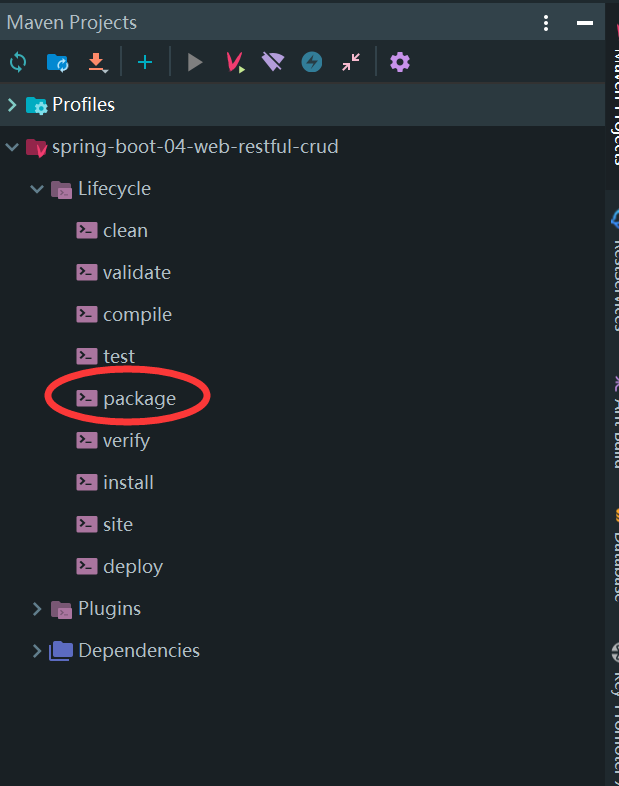 Maven Projects
Profiles
spring-boot-04-web-restful-crud
Lifecycle
clean
validate
compile
test
package
verify
install
site
deploy
Plugins
Dependencies
Maven Projects
RestServices
Ant Build
Database
Key Promoter X